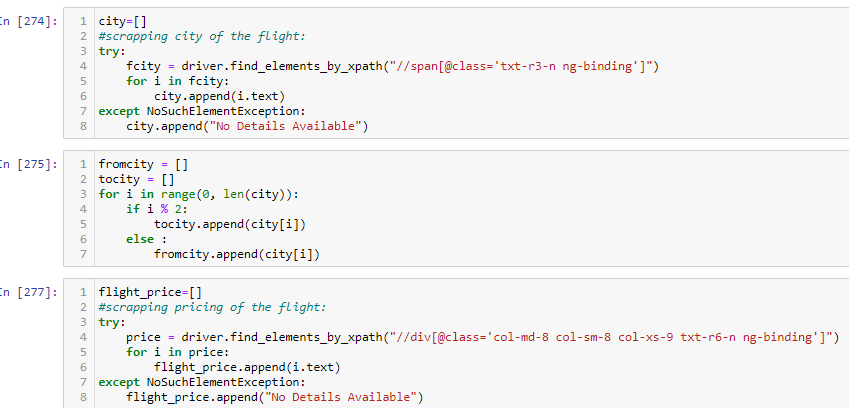 In [274]:
1 city=[]
2 #scrapping city of the flight:
3 try:
4     fcity = driver.find_elements_by_xpath("//span[@class='txt-r3-n ng-binding']")
5     for i in fcity:
6         city.append(i.text)
7 except NoSuchElementException:
8     city.append("No Details Available")
In [275]:
1 fromcity = []
2 tocity = []
3 for i in range(0, len(city)):
4     if i % 2:
5         tocity.append(city[i])
6     else :
7         fromcity.append(city[i])
In [277]:
1 flight_price=[]
2 #scrapping pricing of the flight:
3 try:
4     price = driver.find_elements_by_xpath("//div[@class='col-md-8 col-sm-8 col-xs-9 txt-r6-n ng-binding']")
5     for i in price:
6         flight_price.append(i.text)
7 except NoSuchElementException:
8     flight_price.append("No Details Available")